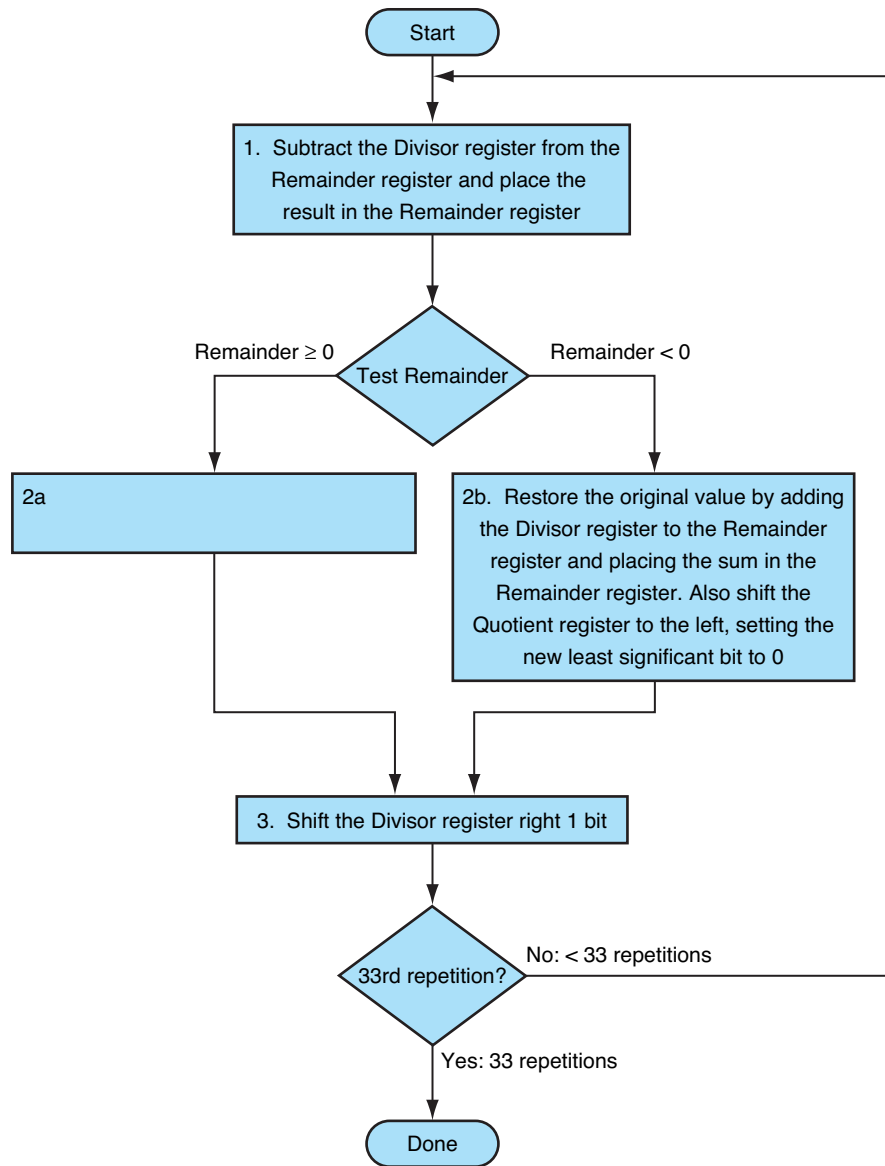 Start
1. Subtract the Divisor register from the
Remainder register and place the
result in the Remainder register
Remainder ≥ 0
Remainder < 0
Test Remainder
2a
2b. Restore the original value by adding
the Divisor register to the Remainder
register and placing the sum in the
Remainder register. Also shift the
Quotient register to the left, setting the
new least significant bit to 0
3. Shift the Divisor register right 1 bit
33rd repetition?
No: < 33 repetitions
Yes: 33 repetitions
Done